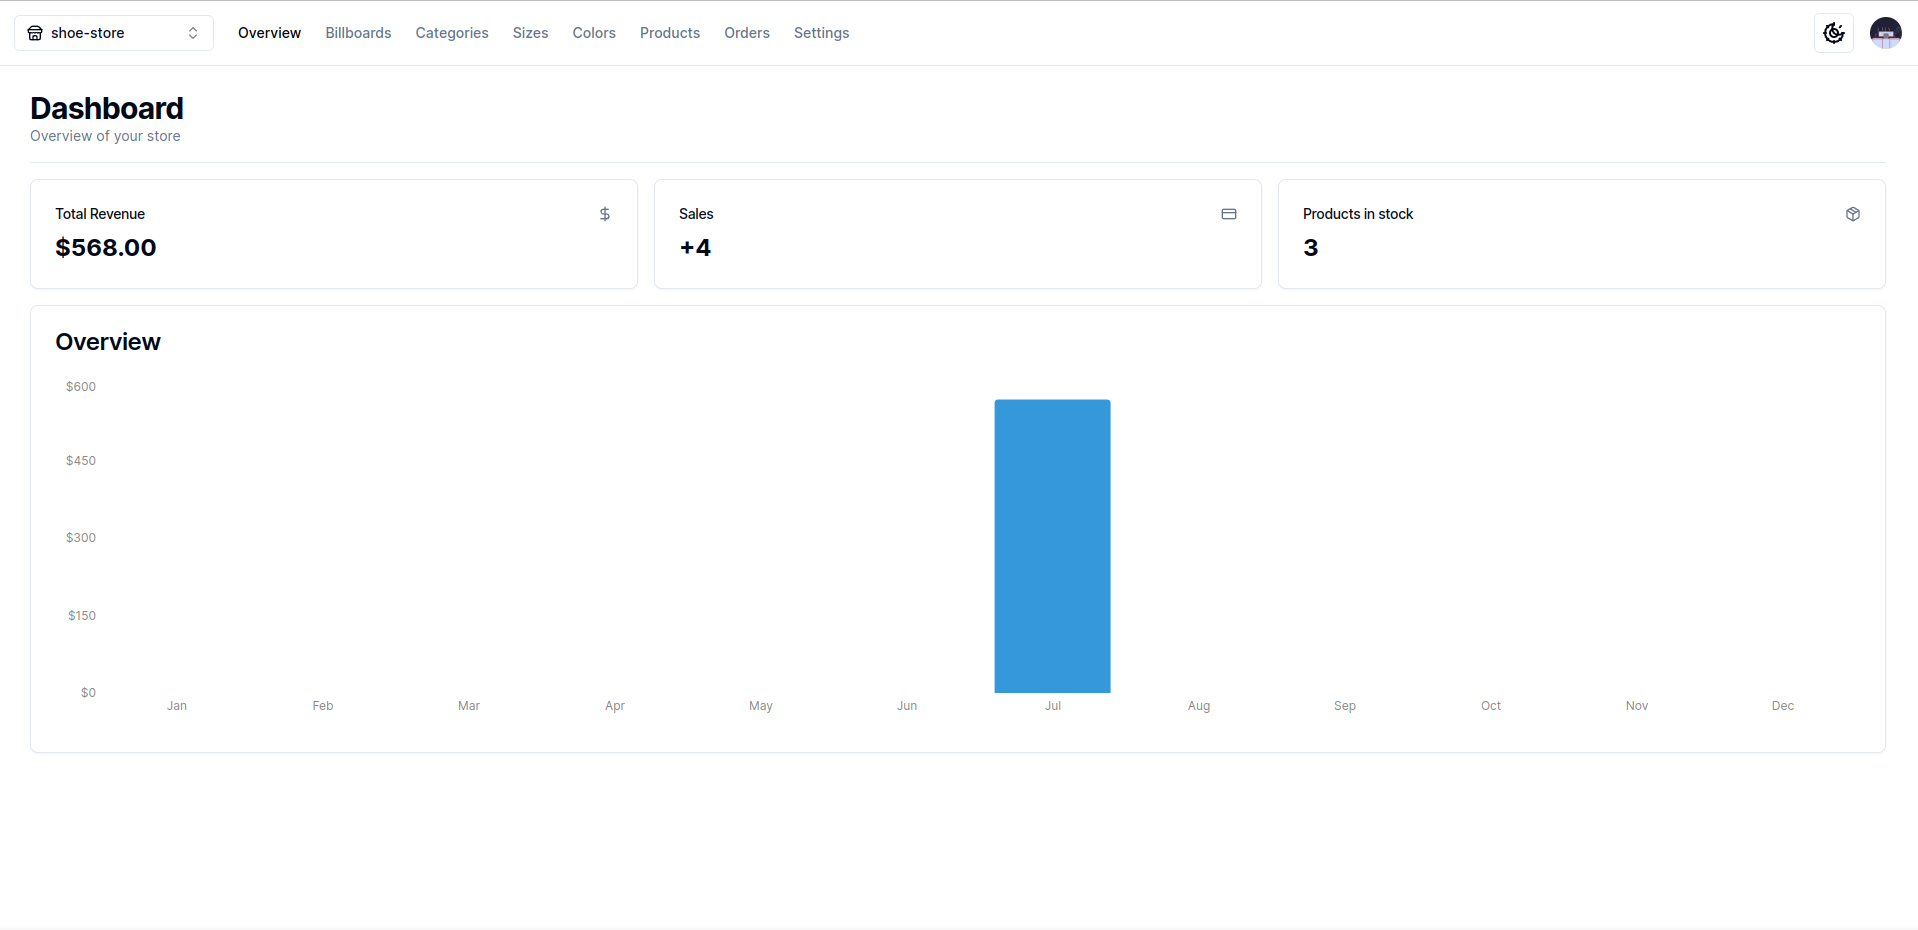 shoe-store Overview Billboards Categories Sizes Colors Products Orders Settings
Dashboard
Overview of your store
Total Revenue
$568.00
Sales
+4
Products in stock
3
Overview
$600
$450
$300
$150
$0
Jan Feb Mar Apr May Jun Jul Aug Sep Oct Nov Dec